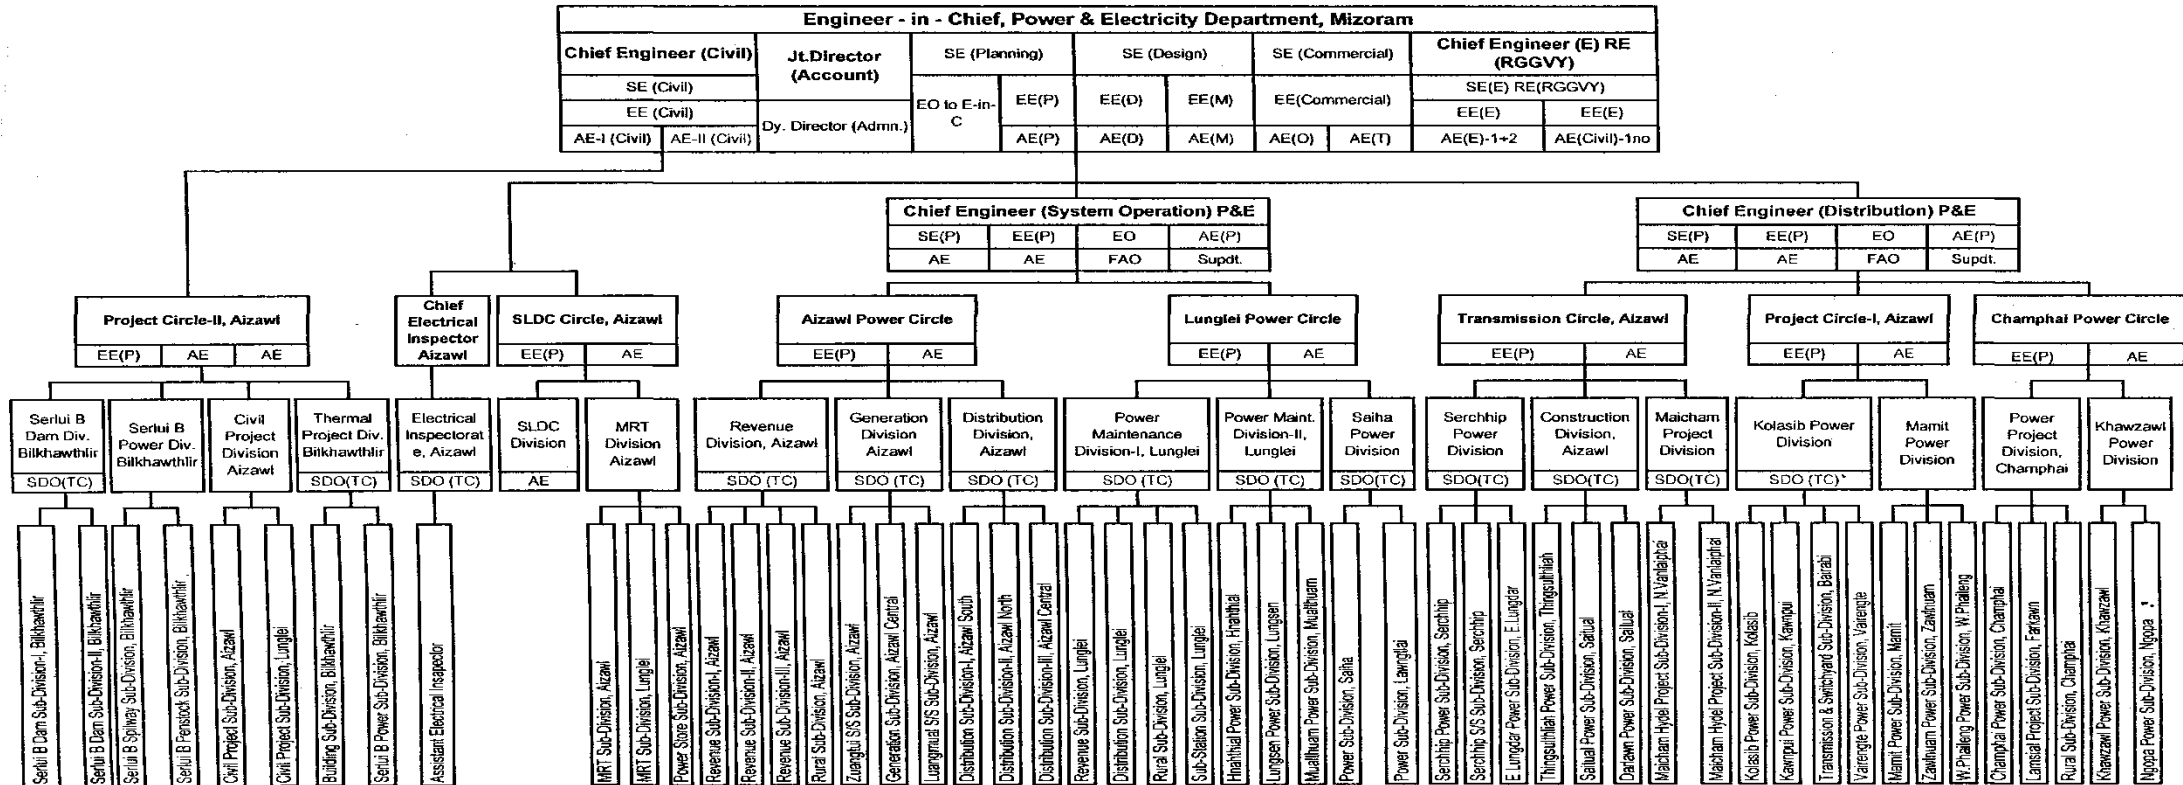 Engineer - in - Chief, Power & Electricity Department, Mizoram
Chief Engineer (Civil)
SE (Civil)
EE (Civil)
AE-I (Civil)
AE-II (Civil)
Jt.Director
(Account)
Dy. Director (Admn.)
SE (Planning)
EO to E-in-
C
EE(P)
AE(P)
SE (Design)
EE(D)
EE(M)
AE(D)
AE(M)
SE (Commercial)
EE(Commercial)
AE(O)
AE(T)
Chief Engineer (E) RE
(RGGVY)
SE(E) RE(RGGVY)
EE(E)
EE(E)
AE(E)-1+2
AE(Civil)-1no
Chief Engineer (System Operation) P&E
SE(P)
EE(P)
EO
AE(P)
AE
AE
FAO
Supdt.
Chief Engineer (Distribution) P&E
SE(P)
EE(P)
EO
AE(P)
AE
AE
FAO
Supdt.
Project Circle-II, Aizawl
EE(P)
AE
AE
Chief
Electrical
Inspector
Aizawl
SLDC Circle, Aizawl
EE(P)
AE
Aizawl Power Circle
EE(P)
AE
Lunglei Power Circle
EE(P)
AE
Transmission Circle, Aizawl
EE(P)
AE
Project Circle-I, Aizawl
EE(P)
AE
Champhai Power Circle
EE(P)
AE
Serlui B
Dam Div.
Bilkhawthlir
SDO(TC)
Serlui B
Power Div.
Bilkhawthlir
Civil
Project
Division
Aizawl
Thermal
Project Div.
Bilkhawthlir
SDO(TC)
Electrical
Inspectorat
e, Aizawl
SDO (TC)
SLDC
Division
AE
MRT
Division
Aizawl
Revenue
Division, Aizawl
SDO (TC)
Generation
Division
Aizawl
SDO (TC)
Distribution
Division,
Aizawl
SDO (TC)
Power
Maintenance
Division-I, Lunglei
SDO (TC)
Power Maint.
Division-II,
Lunglei
SDO (TC)
Saiha
Power
Division
SDO(TC)
Serchhip
Power
Division
SDO(TC)
Construction
Division,
Aizawl
SDO(TC)
Maicham
Project
Division
SDO(TC)
Kolasib Power
Division
SDO (TC)*
Mamit
Power
Division
Power
Project
Division,
Champhai
Khawzawl
Power
Division
Serlui B Dam Sub-Division-I, Bilkhawthlir
Serlui B Dam Sub-Division-II, Bilkhawthlir
Serlui B Spillway Sub-Division, Bilkhawthlir
Serlui B Penstock Sub-Division, Bilkhawthlir
Civil Project Sub-Division, Aizawl
Civil Project Sub-Division, Lunglei
Building Sub-Division, Bilkhawthlir
Serlui B Power Sub-Division, Bilkhawthlir
Assistant Electrical Inspector
MRT Sub-Division, Aizawl
MRT Sub-Division, Lunglei
Power Store Sub-Division, Aizawl
Revenue Sub-Division-I, Aizawl
Revenue Sub-Division-II, Aizawl
Revenue Sub-Division-III, Aizawl
Rural Sub-Division, Aizawl
Zuangtui S/S Sub-Division, Aizawl
Generation Sub-Division, Aizawl Central
Luangmual S/S Sub-Division, Aizawl
Distribution Sub-Division-I, Aizawl South
Distribution Sub-Division-II, Aizawl North
Distribution Sub-Division-III, Aizawl Central
Revenue Sub-Division, Lunglei
Distribution Sub-Division, Lunglei
Rural Sub-Division, Lunglei
Sub-Station Sub-Division, Lunglei
Hnahthial Power Sub-Division, Hnahthial
Lungsen Power Sub-Division, Lungsen
Mualthuam Power Sub-Division, Mualthuam
Power Sub-Division, Saiha
Power Sub-Division, Lawngtlai
Serchhip Power Sub-Division, Serchhip
Serchhip S/S Sub-Division, Serchhip
E.Lungdar Power Sub-Division, E.Lungdar
Thingsulthliah Power Sub-Division, Thingsulthliah
Saitual Power Sub-Division, Saitual
Darlawn Power Sub-Division, Saitual
Maicham Hydel Project Sub-Division-I, N.Vanlaiphai
Maicham Hydel Project Sub-Division-II, N.Vanlaiphai
Kolasib Power Sub-Division, Kolasib
Kawnpui Power Sub-Division, Kawnpui
Transmission & Switchyard Sub-Division, Bairabi
Vairengte Power Sub-Division, Vairengte
Mamit Power Sub-Division, Mamit
Zawlnuam Power Sub-Division, Zawlnuam
W.Phaileng Power Sub-Division, W.Phaileng
Champhai Power Sub-Division, Champhai
Lamsial Project Sub-Division, Farkawn
Rural Sub-Division, Champhai
Khawzawl Power Sub-Division, Khawzawl
Ngopa Power Sub-Division, Ngopa